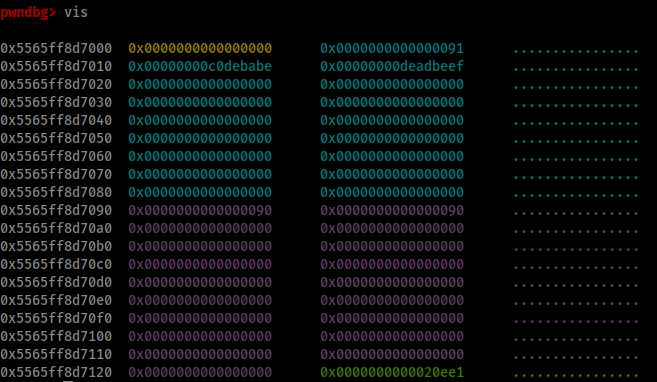 pwndbg> vis
0x5565ff8d7000 0x0000000000000000 0x0000000000000091 ................
0x5565ff8d7010 0x00000000c0debabe 0x00000000deadbeef ................
0x5565ff8d7020 0x0000000000000000 0x0000000000000000 ................
0x5565ff8d7030 0x0000000000000000 0x0000000000000000 ................
0x5565ff8d7040 0x0000000000000000 0x0000000000000000 ................
0x5565ff8d7050 0x0000000000000000 0x0000000000000000 ................
0x5565ff8d7060 0x0000000000000000 0x0000000000000000 ................
0x5565ff8d7070 0x0000000000000000 0x0000000000000000 ................
0x5565ff8d7080 0x0000000000000000 0x0000000000000000 ................
0x5565ff8d7090 0x0000000000000090 0x0000000000000090 ................
0x5565ff8d70a0 0x0000000000000000 0x0000000000000000 ................
0x5565ff8d70b0 0x0000000000000000 0x0000000000000000 ................
0x5565ff8d70c0 0x0000000000000000 0x0000000000000000 ................
0x5565ff8d70d0 0x0000000000000000 0x0000000000000000 ................
0x5565ff8d70e0 0x0000000000000000 0x0000000000000000 ................
0x5565ff8d70f0 0x0000000000000000 0x0000000000000000 ................
0x5565ff8d7100 0x0000000000000000 0x0000000000000000 ................
0x5565ff8d7110 0x0000000000000000 0x0000000000000000 ................
0x5565ff8d7120 0x0000000000000000 0x0000000000020ee1 ................